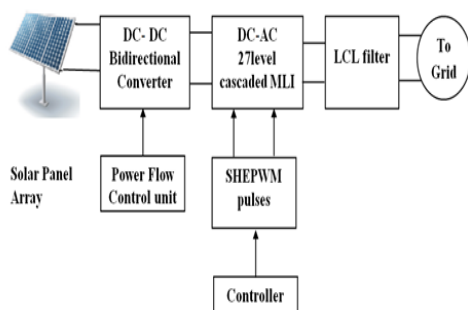 DC- DC
Bidirectional
Converter
DC-AC
27level
cascaded MLI
LCL filter
To
Grid
Solar Panel
Array
Power Flow
Control unit
SHEPWM
pulses
Controller